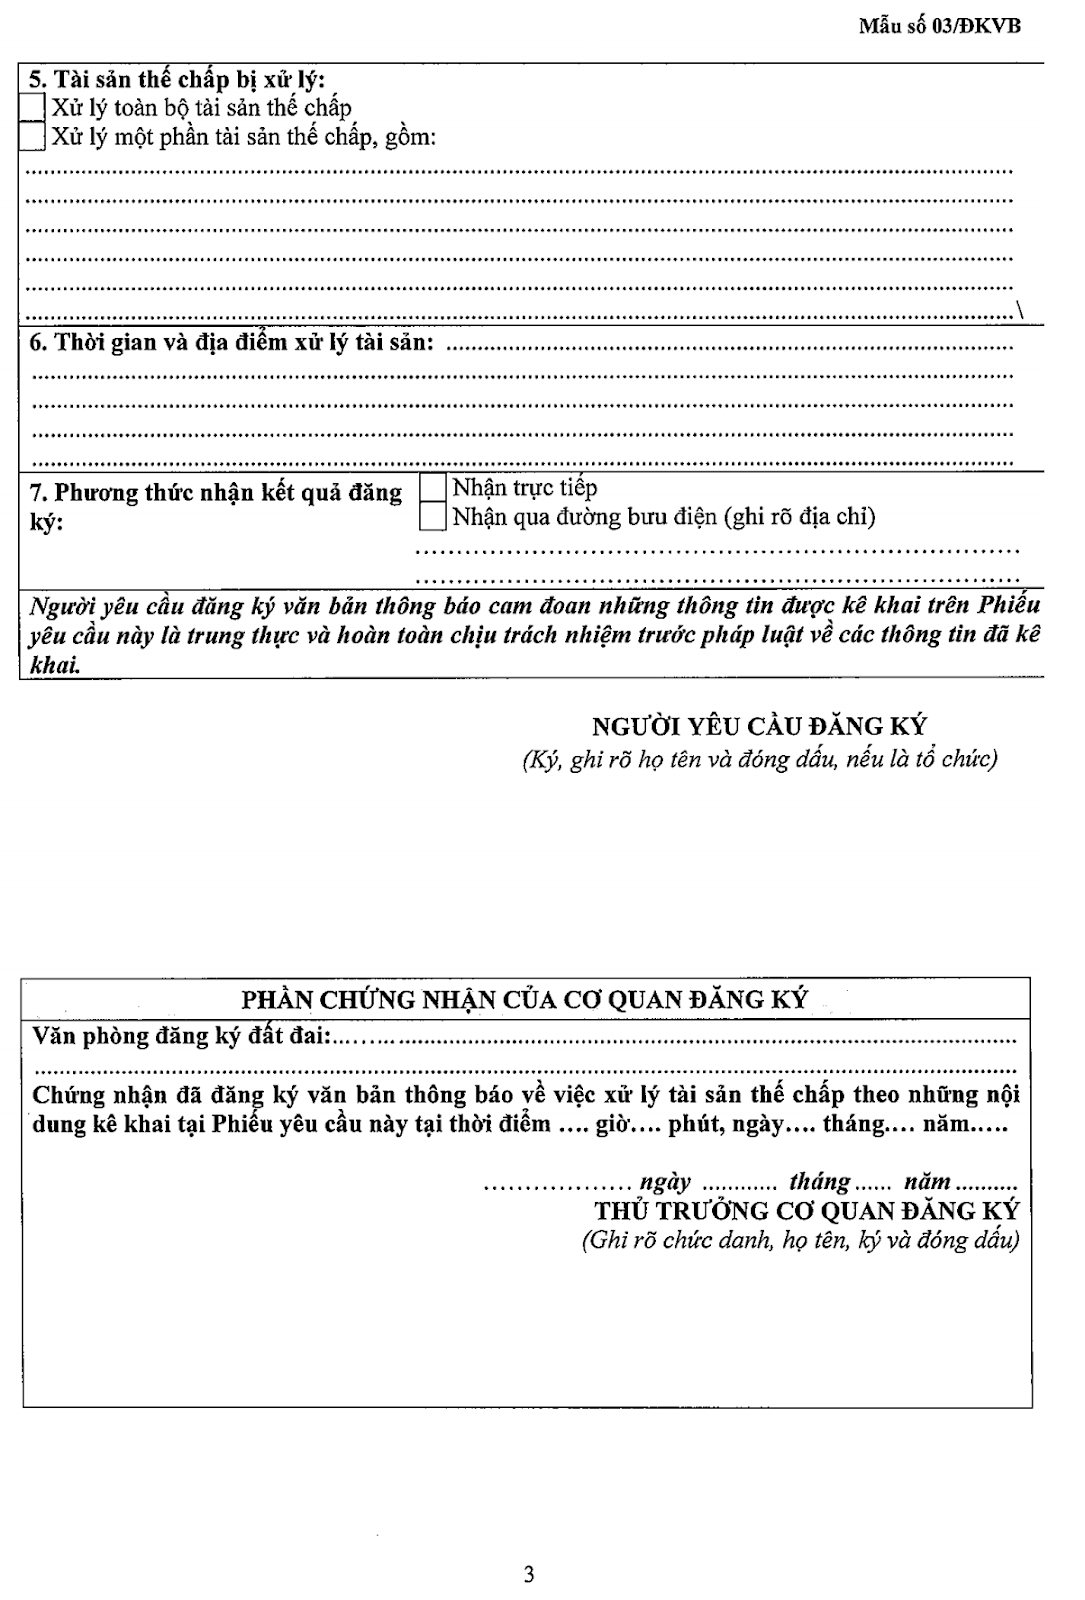 Mẫu số 03/ĐKVB
5. Tài sản thế chấp bị xử lý:
Xử lý toàn bộ tài sản thế chấp
Xử lý một phần tài sản thế chấp, gồm:
................................................................................
................................................................................
................................................................................
................................................................................
................................................................................
................................................................................\
6. Thời gian và địa điểm xử lý tài sản: ........................................
................................................................................
................................................................................
................................................................................
................................................................................
7. Phương thức nhận kết quả đăng
ký:
Nhận trực tiếp
Nhận qua đường bưu điện (ghi rõ địa chỉ)
................................................................
................................................................
Người yêu cầu đăng ký văn bản thông báo cam đoan những thông tin được kê khai trên Phiếu
yêu cầu này là trung thực và hoàn toàn chịu trách nhiệm trước pháp luật về các thông tin đã kê
khai.
NGƯỜI YÊU CẦU ĐĂNG KÝ
(Ký, ghi rõ họ tên và đóng dấu, nếu là tổ chức)
PHẦN CHỨNG NHẬN CỦA CƠ QUAN ĐĂNG KÝ
Văn phòng đăng ký đất đai:................................................................
................................................................................
Chứng nhận đã đăng ký văn bản thông báo về việc xử lý tài sản thế chấp theo những nội
dung kê khai tại Phiếu yêu cầu này tại thời điểm .... giờ.... phút, ngày.... tháng.... năm.....
.................. ngày ............ tháng ...... năm ..........
THỦ TRƯỞNG CƠ QUAN ĐĂNG KÝ
(Ghi rõ chức danh, họ tên, ký và đóng dấu)
3